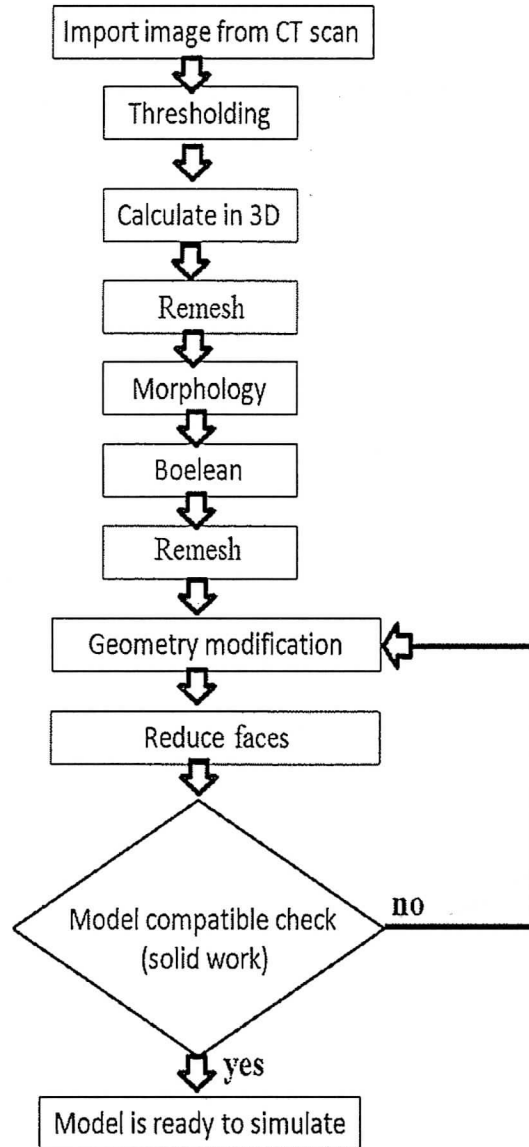 Import image from CT scan
Thresholding
Calculate in 3D
Remesh
Morphology
Boelean
Remesh
Geometry modification
Reduce faces
Model compatible check
(solid work)
no
yes
Model is ready to simulate